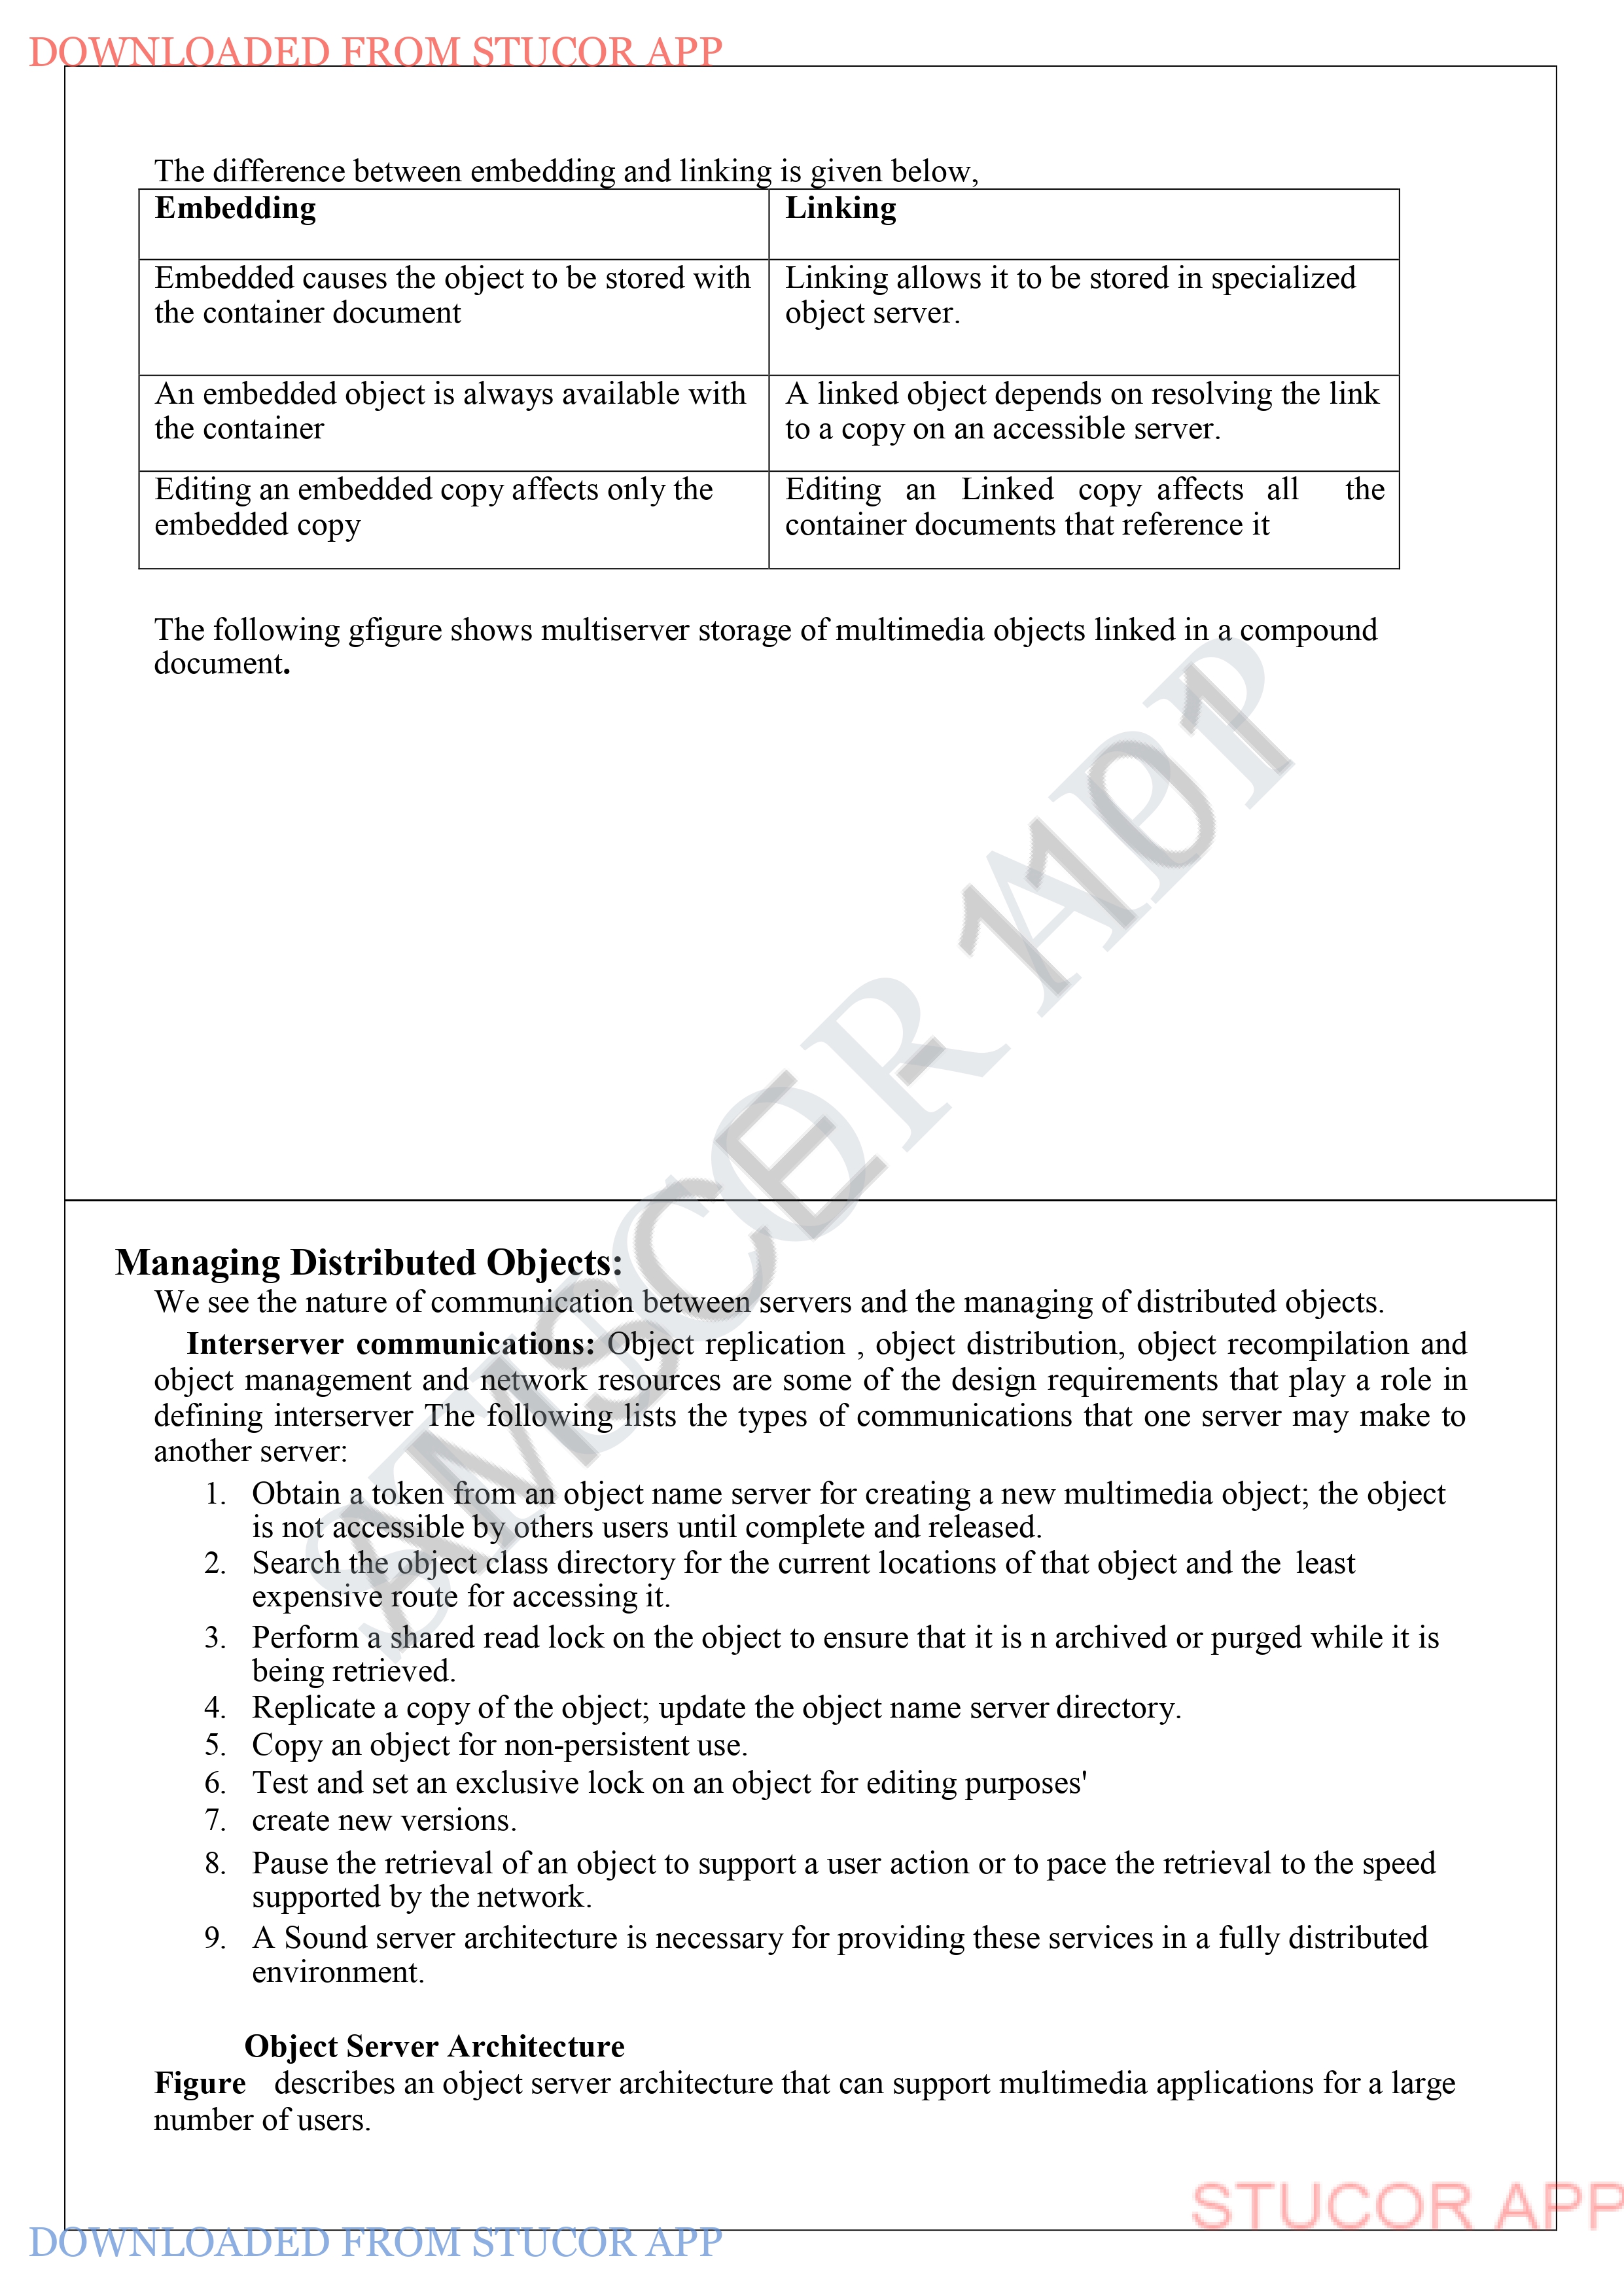 DOWNLOADED FROM STUCOR APP
The difference between embedding and linking is given below,
Embedding
Linking
Embedded causes the object to be stored with
the container document
Linking allows it to be stored in specialized
object server.
An embedded object is always available with
the container
A linked object depends on resolving the link
to a copy on an accessible server.
Editing an embedded copy affects only the
embedded copy
Editing an Linked copy affects all the
container documents that reference it
The following gfigure shows multiserver storage of multimedia objects linked in a compound
document.
STUCOR APP
AMSCE - 1101
Managing Distributed Objects:
We see the nature of communication between servers and the managing of distributed objects.
Interserver communications: Object replication , object distribution, object recompilation and
object management and network resources are some of the design requirements that play a role in
defining interserver The following lists the types of communications that one server may make to
another server:
1. Obtain a token from an object name server for creating a new multimedia object; the object
is not accessible by others users until complete and released.
2. Search the object class directory for the current locations of that object and the least
expensive route for accessing it.
3. Perform a shared read lock on the object to ensure that it is n archived or purged while it is
being retrieved.
4. Replicate a copy of the object; update the object name server directory.
5. Copy an object for non-persistent use.
6. Test and set an exclusive lock on an object for editing purposes'
7. create new versions.
8. Pause the retrieval of an object to support a user action or to pace the retrieval to the speed
supported by the network.
9. A Sound server architecture is necessary for providing these services in a fully distributed
environment.
Object Server Architecture
Figure describes an object server architecture that can support multimedia applications for a large
number of users.
STUCOR APP
DOWNLOADED FROM STUCOR APP